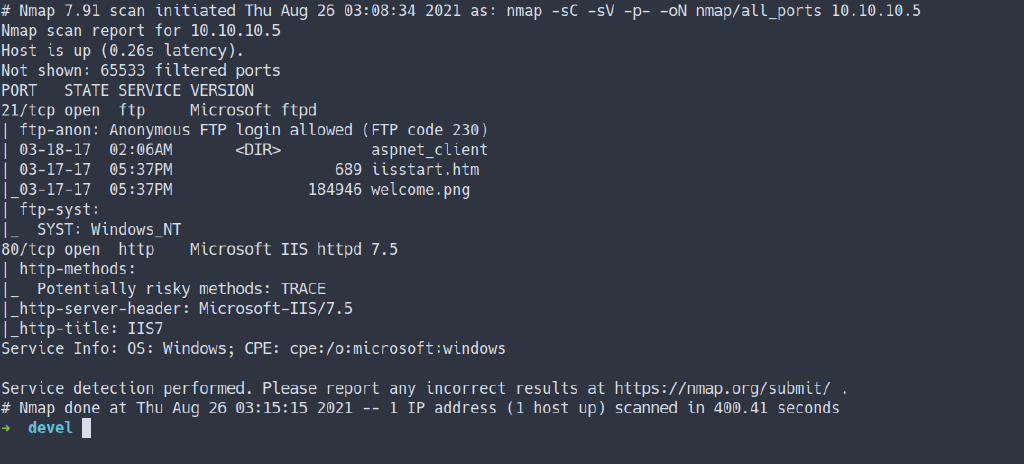 # Nmap 7.91 scan initiated Thu Aug 26 03:08:34 2021 as: nmap -sC -sV -p- -oN nmap/all_ports 10.10.10.5
Nmap scan report for 10.10.10.5
Host is up (0.26s latency).
Not shown: 65533 filtered ports
PORT   STATE SERVICE VERSION
21/tcp open  ftp     Microsoft ftpd
| ftp-anon: Anonymous FTP login allowed (FTP code 230)
| 03-18-17  02:06AM       <DIR>          aspnet_client
| 03-17-17  05:37PM                  689 iisstart.htm
|_03-17-17  05:37PM               184946 welcome.png
| ftp-syst:
|_  SYST: Windows_NT
80/tcp open  http    Microsoft IIS httpd 7.5
| http-methods:
|_  Potentially risky methods: TRACE
|_http-server-header: Microsoft-IIS/7.5
|_http-title: IIS7
Service Info: OS: Windows; CPE: cpe:/o:microsoft:windows

Service detection performed. Please report any incorrect results at https://nmap.org/submit/ .
# Nmap done at Thu Aug 26 03:15:15 2021 -- 1 IP address (1 host up) scanned in 400.41 seconds
→  devel